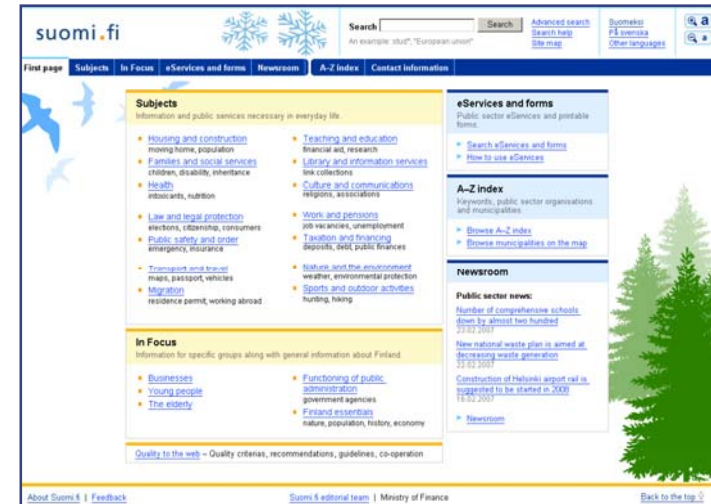 suomi.fi
Search
Search
An example: stud*, "European union"
Advanced search
Search help
Site map
Suomeksi
På svenska
Other languages
a
a
First page
Subjects
In Focus
eServices and forms
Newsroom
A–Z index
Contact information
Subjects
Information and public services necessary in everyday life.
Housing and construction
moving home, population
Families and social services
children, disability, inheritance
Health
intoxicants, nutrition
Law and legal protection
elections, citizenship, consumers
Public safety and order
emergency, insurance
Transport and travel
maps, passport, vehicles
Migration
residence permit, working abroad
Teaching and education
financial aid, research
Library and information services
link collections
Culture and communications
religions, associations
Work and pensions
job vacancies, unemployment
Taxation and financing
deposits, debt, public finances
Nature and the environment
weather, environmental protection
Sports and outdoor activities
hunting, hiking
In Focus
Information for specific groups along with general information about Finland.
Businesses
Young people
The elderly
Functioning of public
administration
government agencies
Finland essentials
nature, population, history, economy
Quality to the web – Quality criterias, recommendations, guidelines, co-operation
eServices and forms
Public sector eServices and printable
forms.
Search eServices and forms
How to use eServices
A–Z index
Keywords, public sector organisations
and municipalities.
Browse A–Z index
Browse municipalities on the map
Newsroom
Public sector news:
Number of comprehensive schools
down by almost two hundred
23.02.2007
New national waste plan is aimed at
decreasing waste generation
22.02.2007
Construction of Helsinki airport rail is
suggested to be started in 2008
16.02.2007
Newsroom
About Suomi.fi | Feedback
Suomi.fi editorial team | Ministry of Finance
Back to the top